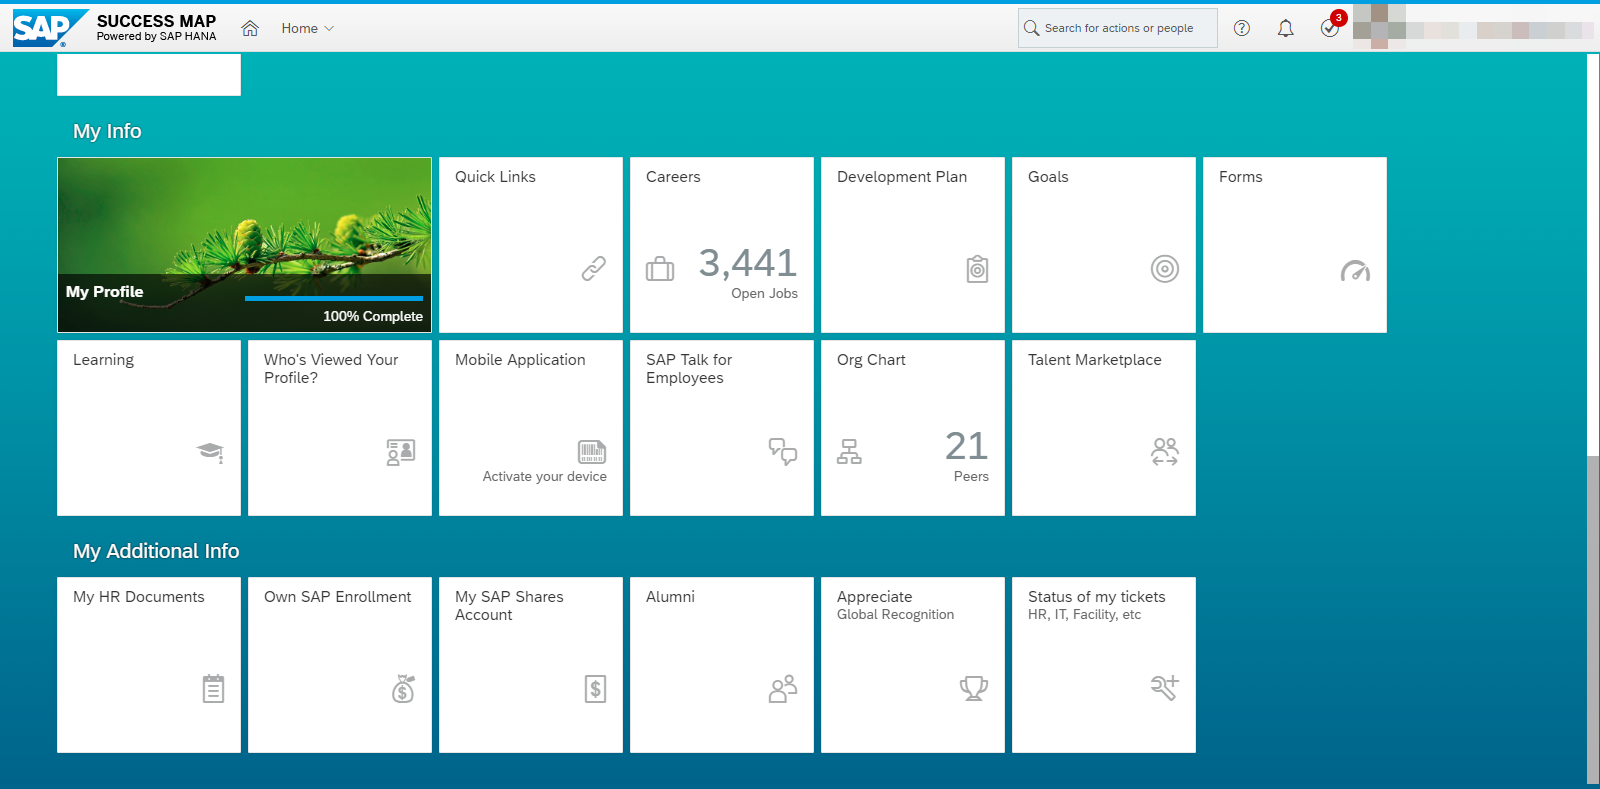 SAP
®
SUCCESS MAP
Powered by SAP HANA
Home
Search for actions or people
3
My Info
My Profile
100% Complete
Quick Links
Careers
3,441
Open Jobs
Development Plan
Goals
Forms
Learning
Who's Viewed Your
Profile?
Mobile Application
Activate your device
SAP Talk for
Employees
Org Chart
21
Peers
Talent Marketplace
My Additional Info
My HR Documents
Own SAP Enrollment
My SAP Shares
Account
Alumni
Appreciate
Global Recognition
Status of my tickets
HR, IT, Facility, etc